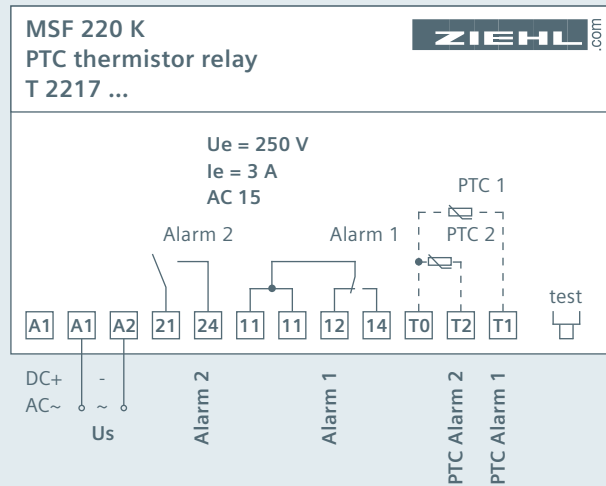 MSF 220 K
PTC thermistor relay
T 2217 ...
ZIEHL.com
Ue = 250 V
Ie = 3 A
AC 15
PTC 1
Alarm 2 Alarm 1 PTC 2
test
A1 A1 A2 21 24 11 11 12 14 T0 T2 T1
DC+ -
AC~ ~
Us
Alarm 2
Alarm 1
PTC Alarm 2
PTC Alarm 1